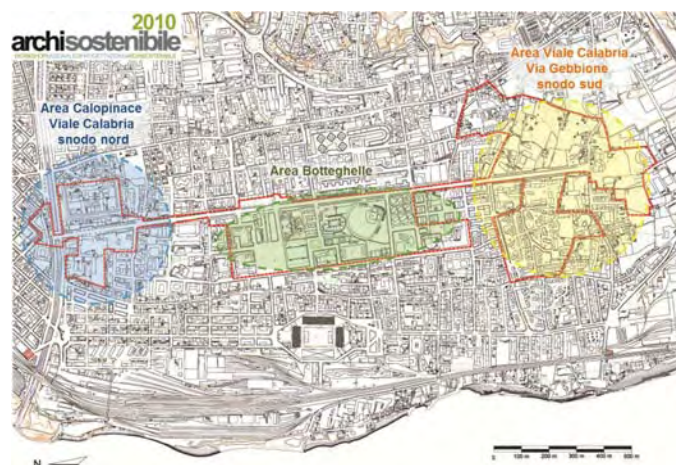 2010
archisostenibile
Area Calopinace
Viale Calabria
snodo nord
Area Botteghelle
Area Viale Calabria
Via Gebbione
snodo sud
N
0 100 m 200 m 300 m 400 m 500 m